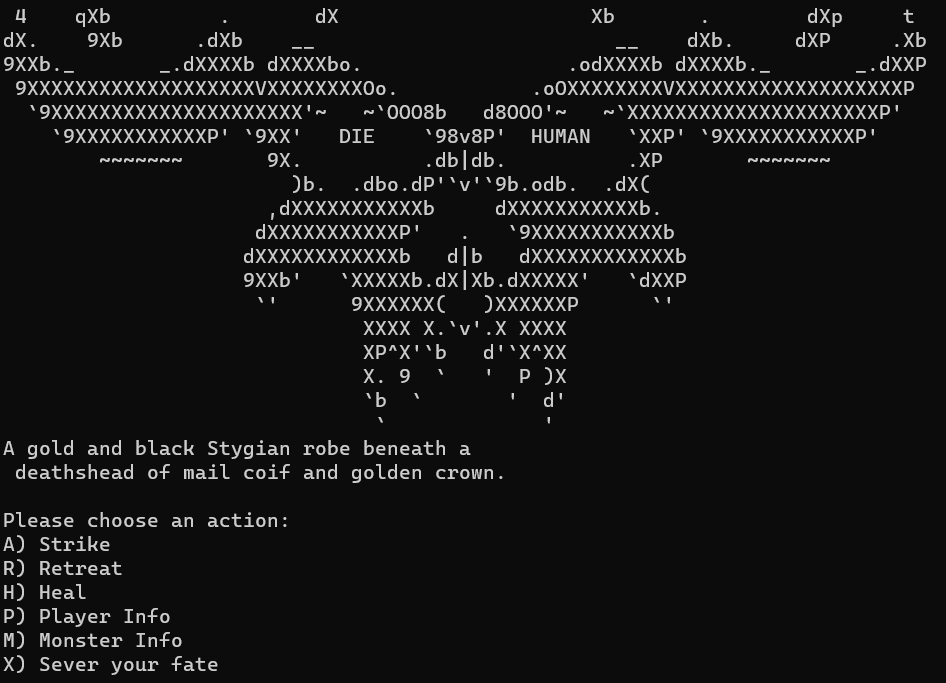 4    qXb         .       dX                     Xb       .        dXp     t
dX.    9Xb      .dXb    __                         __    dXb.     dXP     .Xb
9XXb._       _.dXXXXb dXXXXbo.                 .odXXXXb dXXXXb._       _.dXXP
 9XXXXXXXXXXXXXXXXXXXVXXXXXXXXOo.           .oOXXXXXXXXVXXXXXXXXXXXXXXXXXXXP
  `9XXXXXXXXXXXXXXXXXXXXX'~   ~`OOO8b   d8OOO'~   ~`XXXXXXXXXXXXXXXXXXXXXP'
    `9XXXXXXXXXXXP' `9XX'   DIE    `98v8P'  HUMAN   `XXP' `9XXXXXXXXXXXP'
        ~~~~~~~       9X.          .db|db.          .XP       ~~~~~~~
                        )b.  .dbo.dP'`v'`9b.odb.  .dX(
                      ,dXXXXXXXXXXXb     dXXXXXXXXXXXb.
                     dXXXXXXXXXXXP'   .   `9XXXXXXXXXXXb
                    dXXXXXXXXXXXXb   d|b   dXXXXXXXXXXXXb
                    9XXb'   `XXXXXb.dX|Xb.dXXXXX'   `dXXP
                     `'      9XXXXXX(   )XXXXXXP      `'
                              XXXX X.`v'.X XXXX
                              XP^X'`b   d'`X^XX
                              X. 9  `   '  P )X
                              `b  `       '  d'
                               `             '
A gold and black Stygian robe beneath a
 deathshead of mail coif and golden crown.

Please choose an action:
A) Strike
R) Retreat
H) Heal
P) Player Info
M) Monster Info
X) Sever your fate